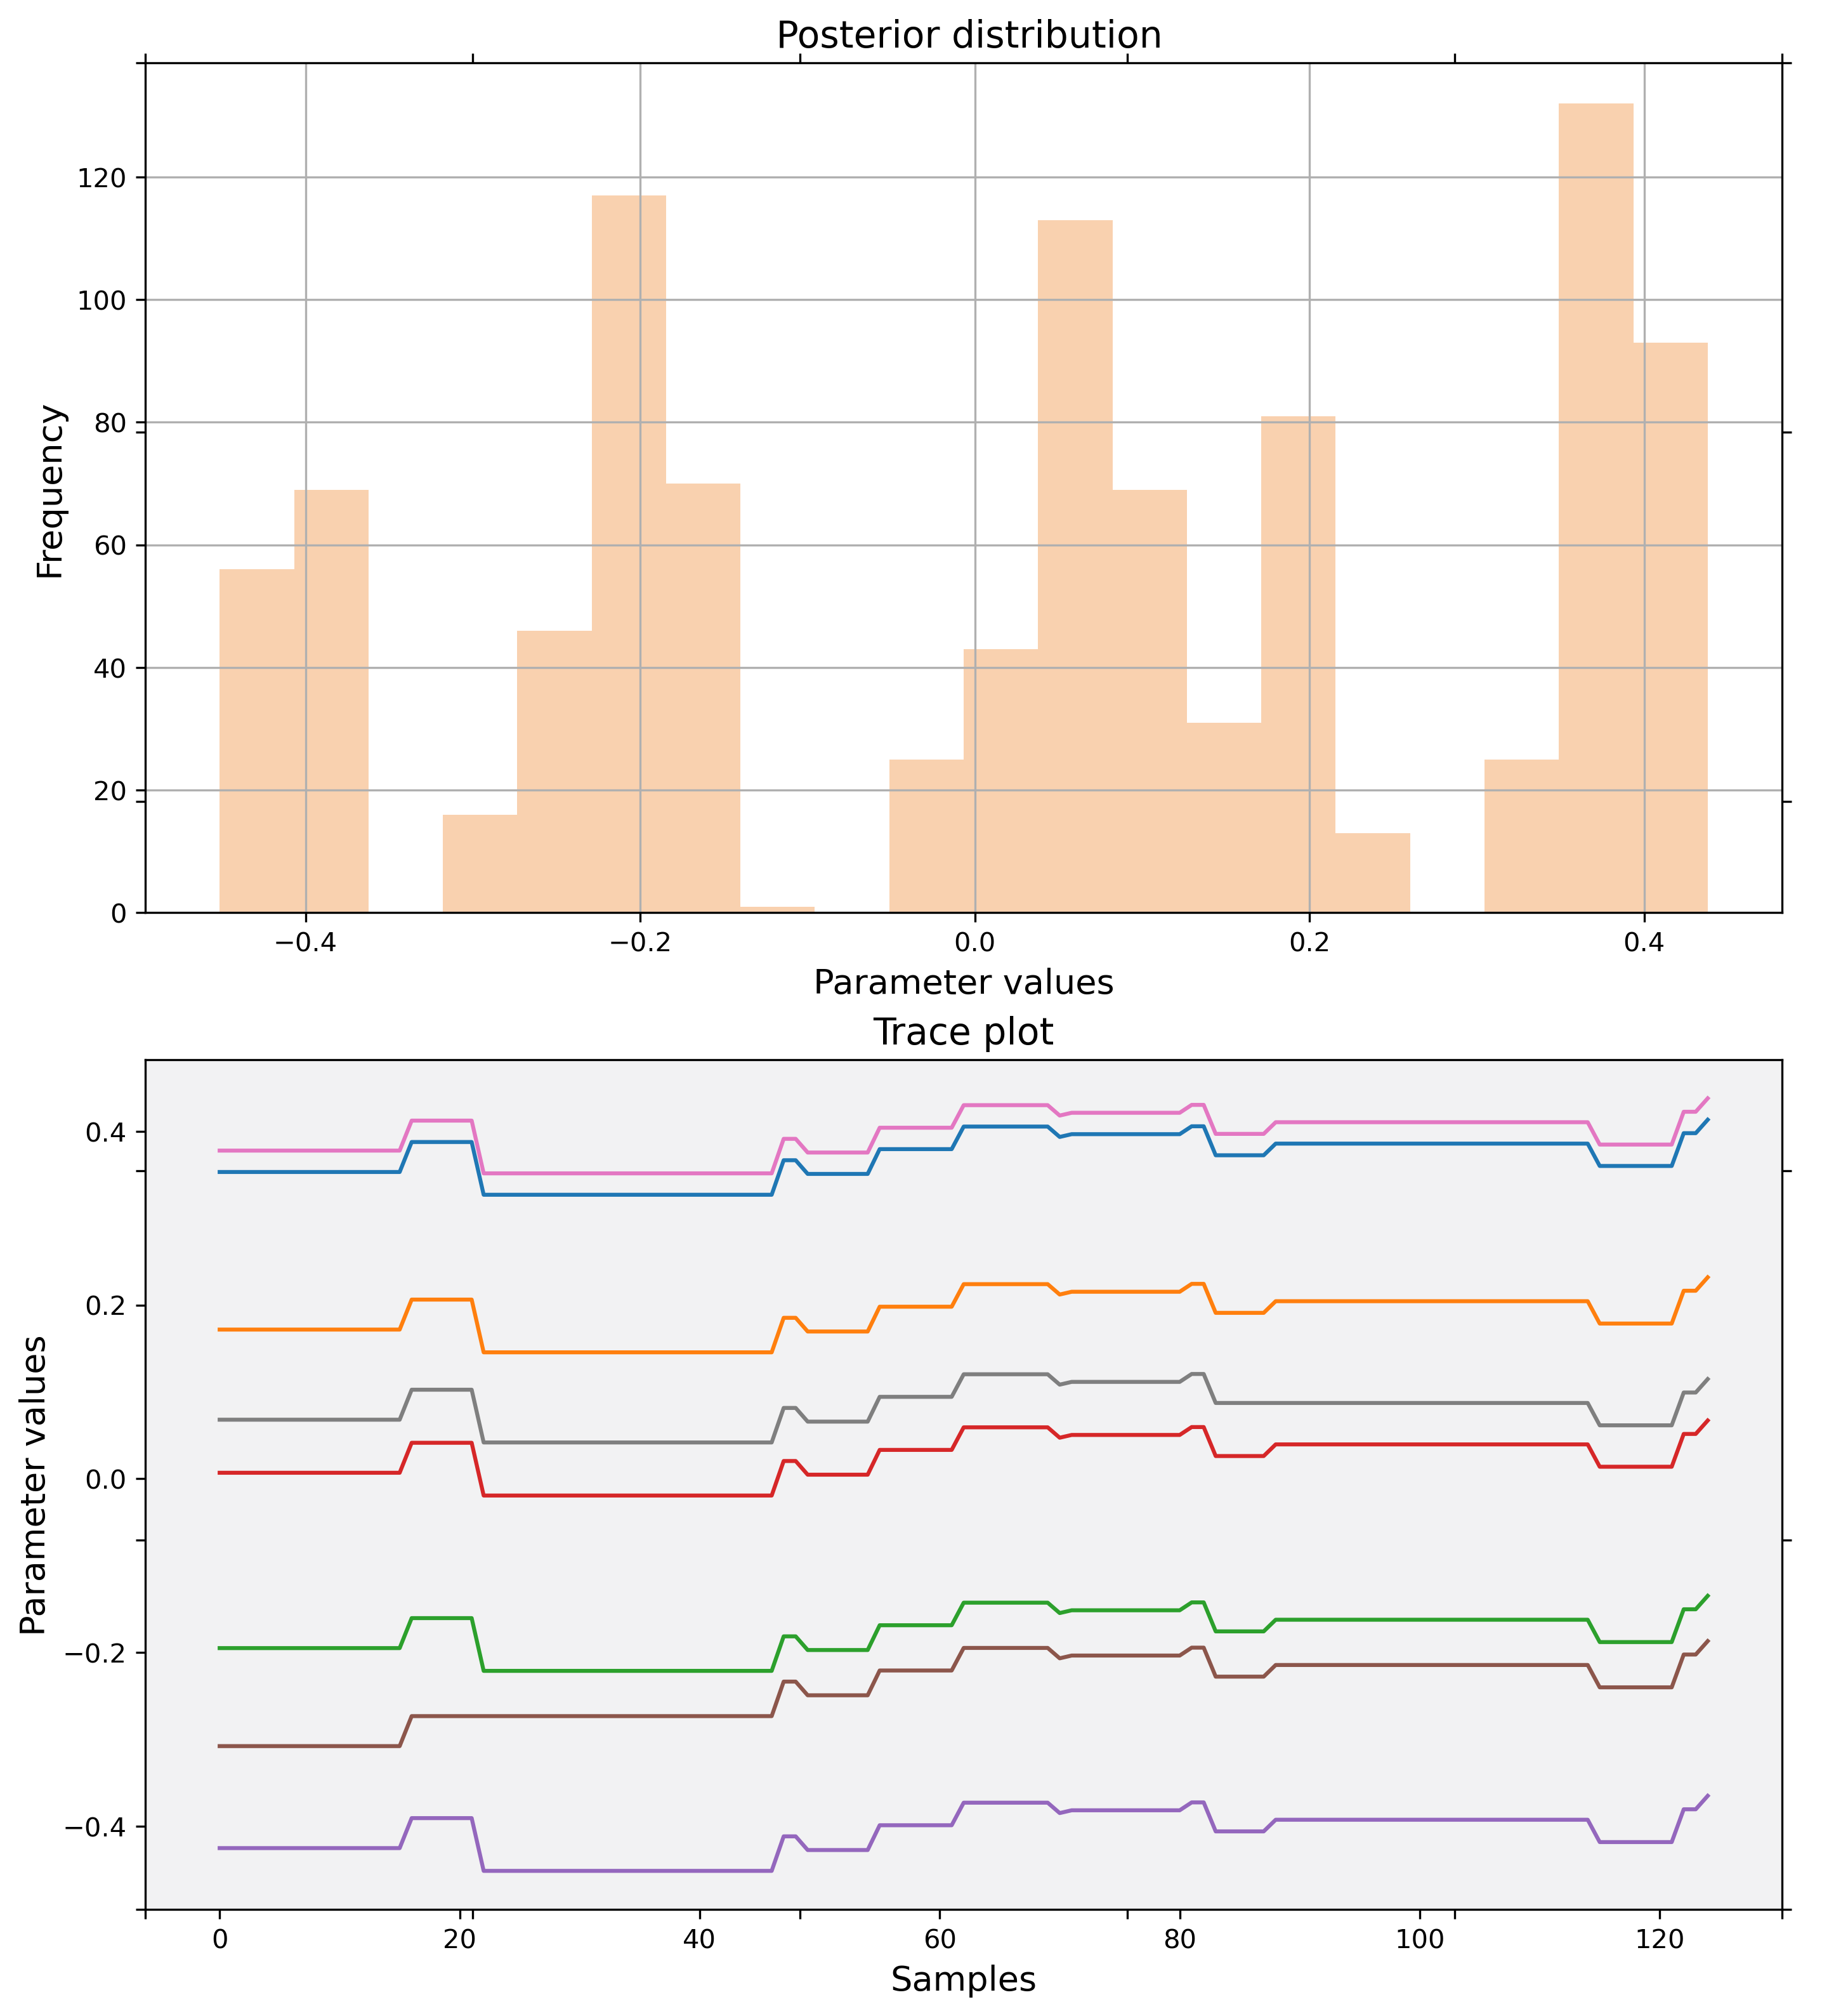 Posterior distribution
120
100
80
60
40
20
0
Frequency
−0.4 −0.2 0.0 0.2 0.4
Parameter values
Trace plot
0.4
0.2
0.0
−0.2
−0.4
Parameter values
0 20 40 60 80 100 120
Samples